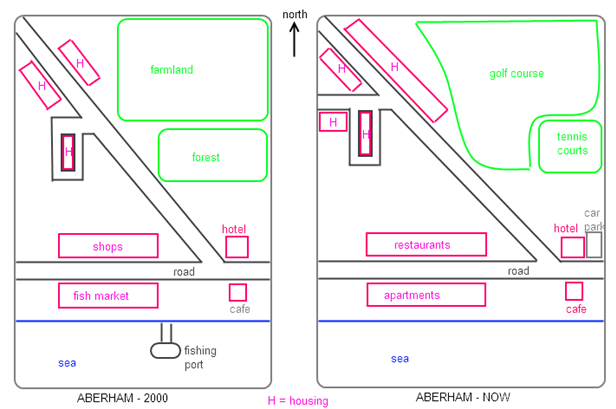 north
H
H
H
farmland
forest
hotel
shops
road
fish market
cafe
sea
fishing
port
ABERHAM - 2000
H = housing
H
H
H
H
golf course
tennis
courts
car
park
hotel
restaurants
road
apartments
cafe
sea
ABERHAM - NOW